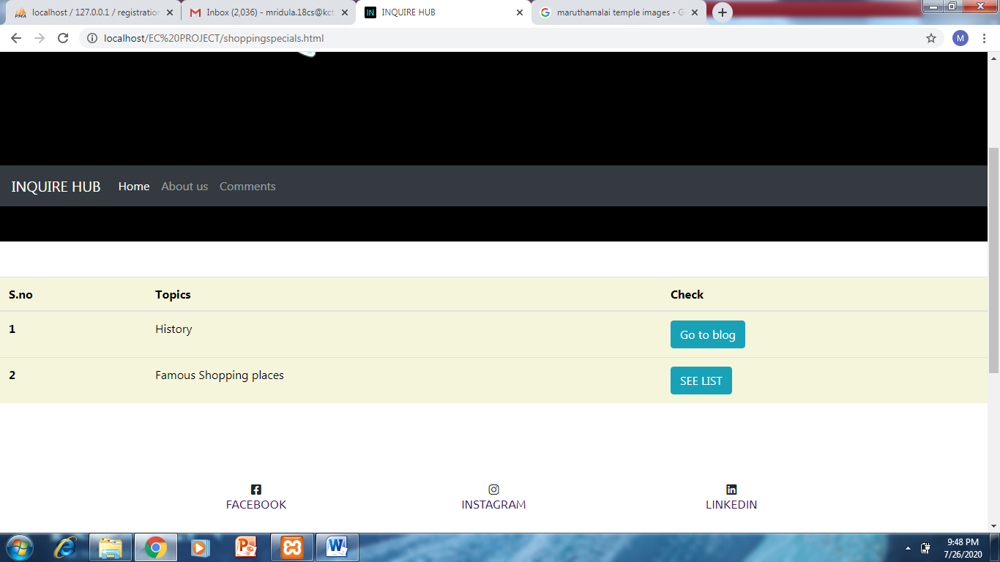 localhost / 127.0.0.1 / registration
Inbox (2,036) - mridula.18cs@kct
IN INQUIRE HUB
maruthamalai temple images - G
localhost/EC%20PROJECT/shoppingspecials.html
M
INQUIRE HUB Home About us Comments
S.no Topics Check
1 History Go to blog
2 Famous Shopping places SEE LIST
FACEBOOK INSTAGRAM LINKEDIN
9:48 PM
7/26/2020